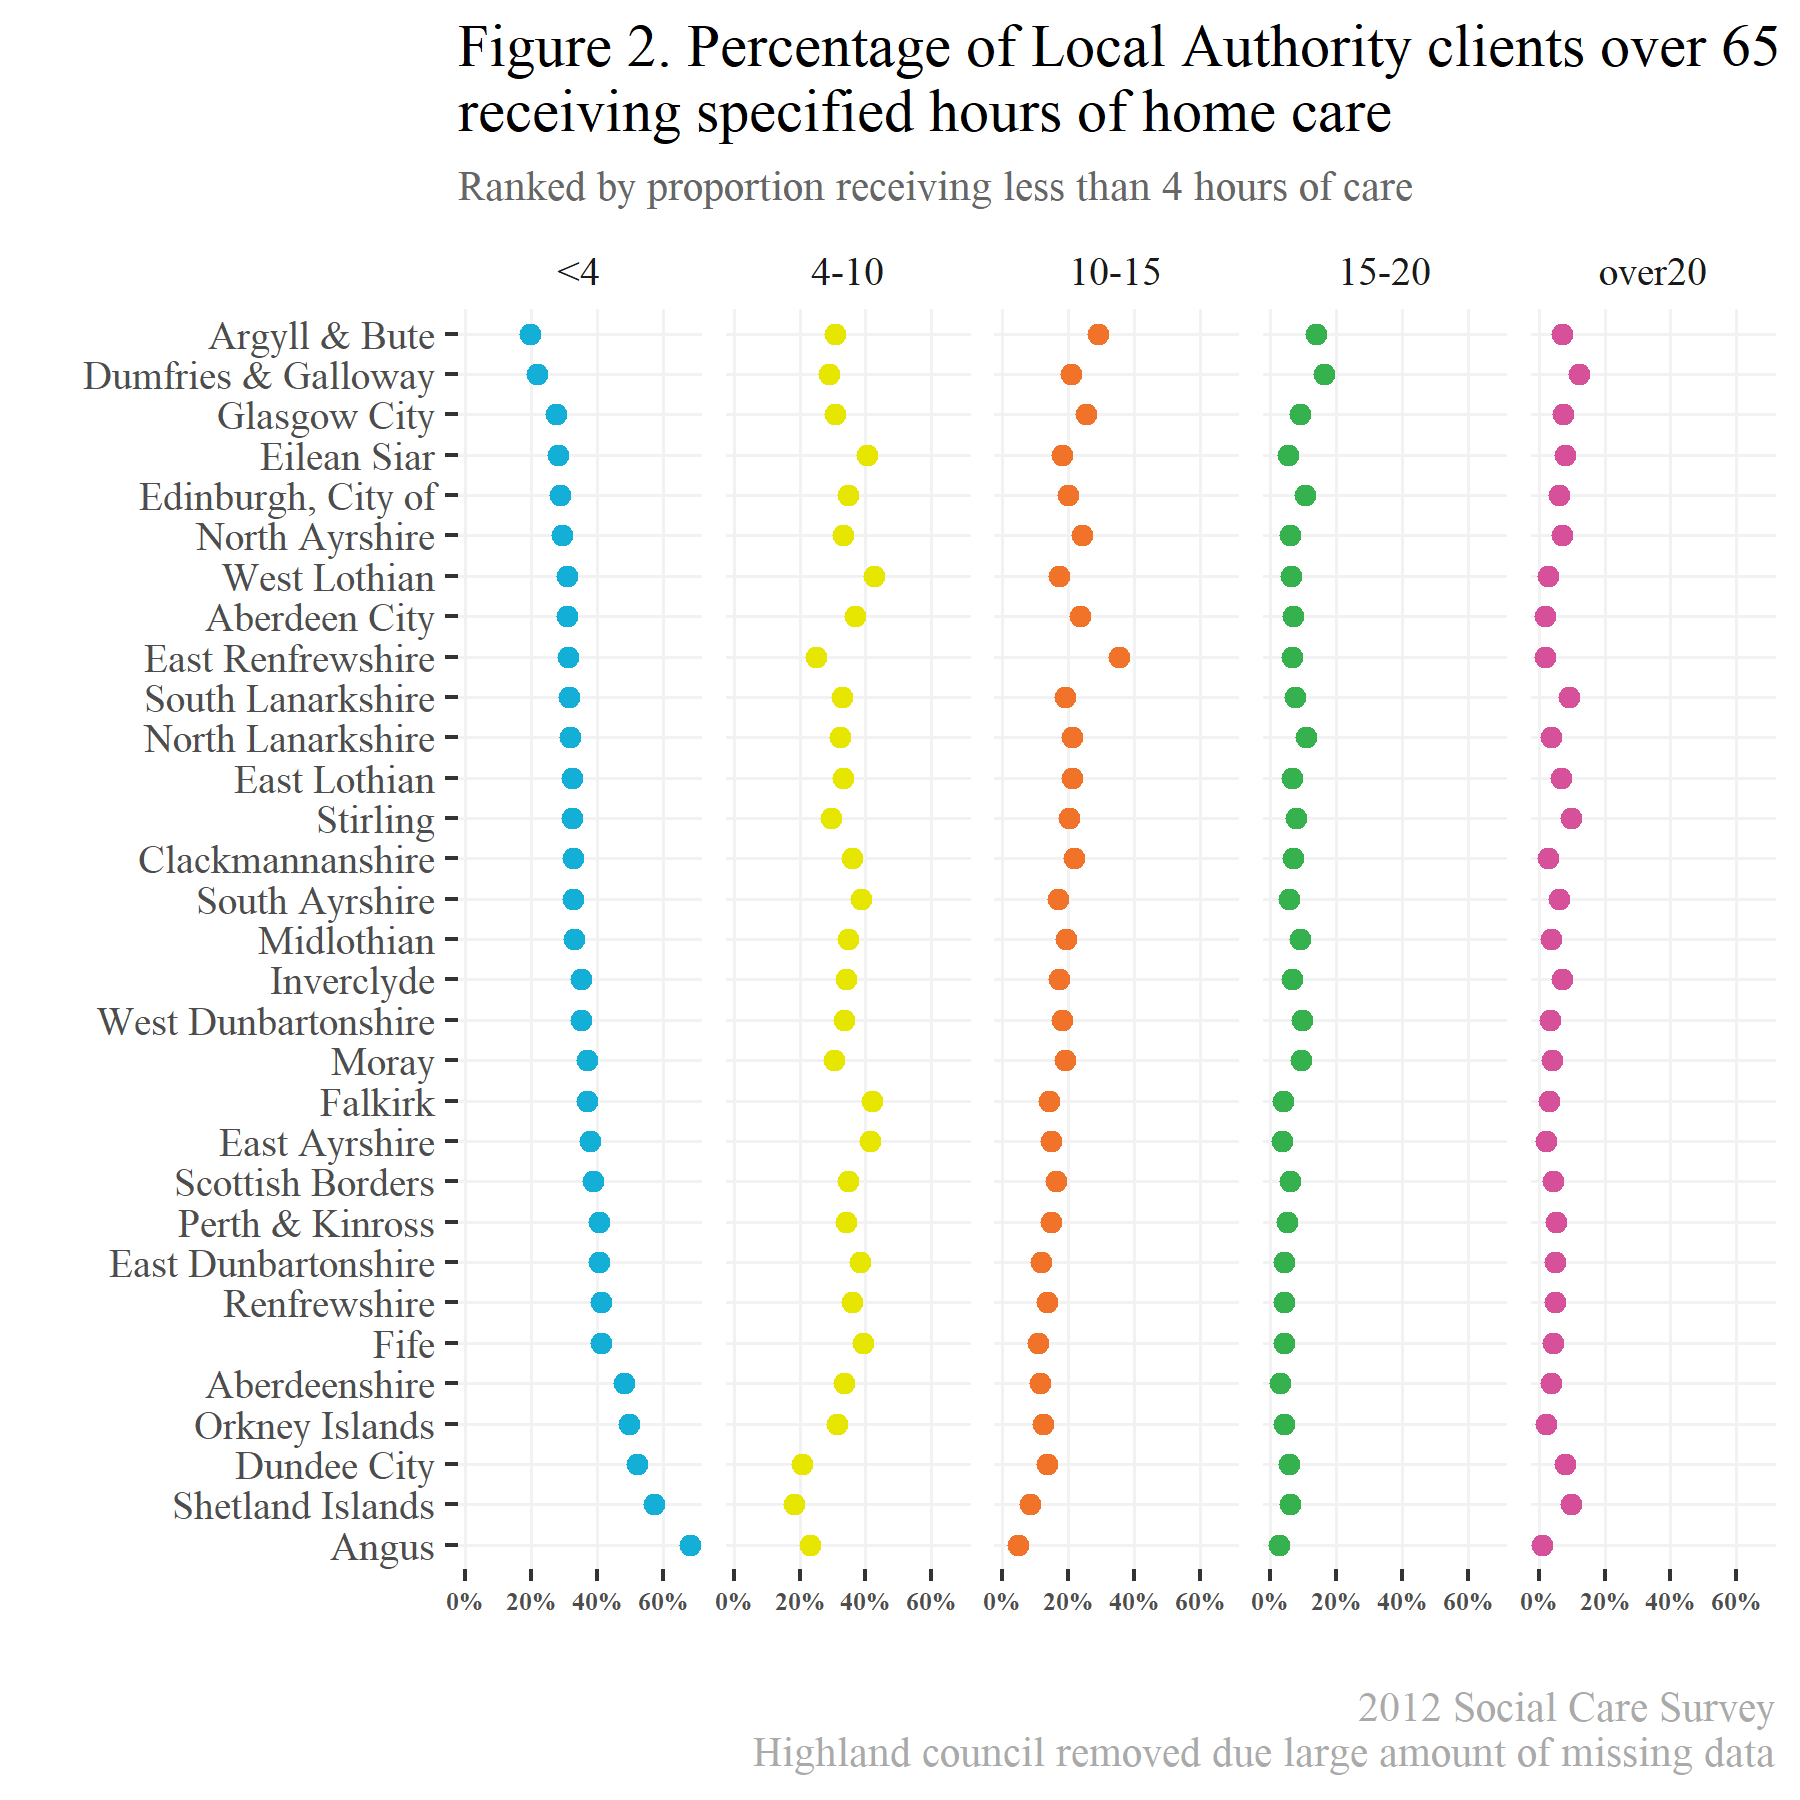 Figure 2. Percentage of Local Authority clients over 65
receiving specified hours of home care
Ranked by proportion receiving less than 4 hours of care
<4 4-10 10-15 15-20 over20
Argyll & Bute
Dumfries & Galloway
Glasgow City
Eilean Siar
Edinburgh, City of
North Ayrshire
West Lothian
Aberdeen City
East Renfrewshire
South Lanarkshire
North Lanarkshire
East Lothian
Stirling
Clackmannanshire
South Ayrshire
Midlothian
Inverclyde
West Dunbartonshire
Moray
Falkirk
East Ayrshire
Scottish Borders
Perth & Kinross
East Dunbartonshire
Renfrewshire
Fife
Aberdeenshire
Orkney Islands
Dundee City
Shetland Islands
Angus
0% 20% 40% 60% 0% 20% 40% 60% 0% 20% 40% 60% 0% 20% 40% 60% 0% 20% 40% 60%
2012 Social Care Survey
Highland council removed due large amount of missing data